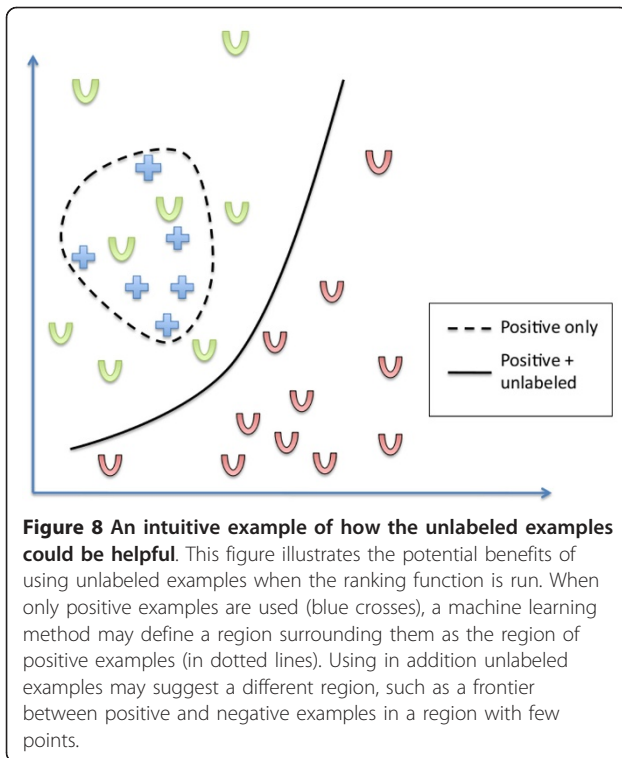 Positive only
Positive +
unlabeled
Figure 8 An intuitive example of how the unlabeled examples
could be helpful. This figure illustrates the potential benefits of
using unlabeled examples when the ranking function is run. When
only positive examples are used (blue crosses), a machine learning
method may define a region surrounding them as the region of
positive examples (in dotted lines). Using in addition unlabeled
examples may suggest a different region, such as a frontier
between positive and negative examples in a region with few
points.